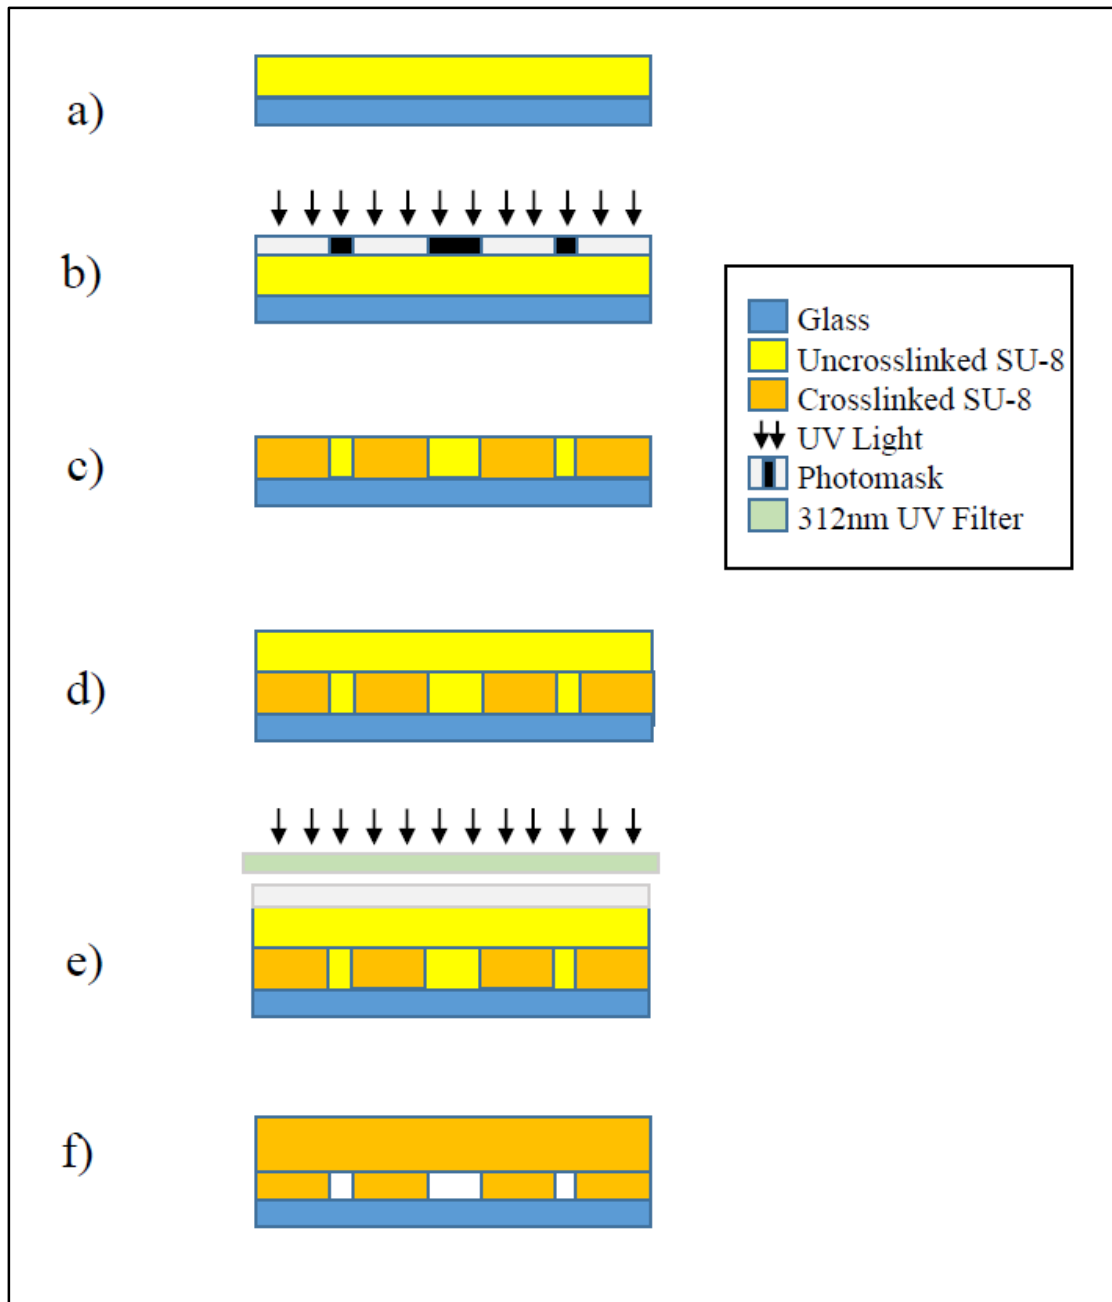 a)
b)
c)
d)
e)
f)
Glass
Uncrosslinked SU-8
Crosslinked SU-8
UV Light
Photomask
312nm UV Filter